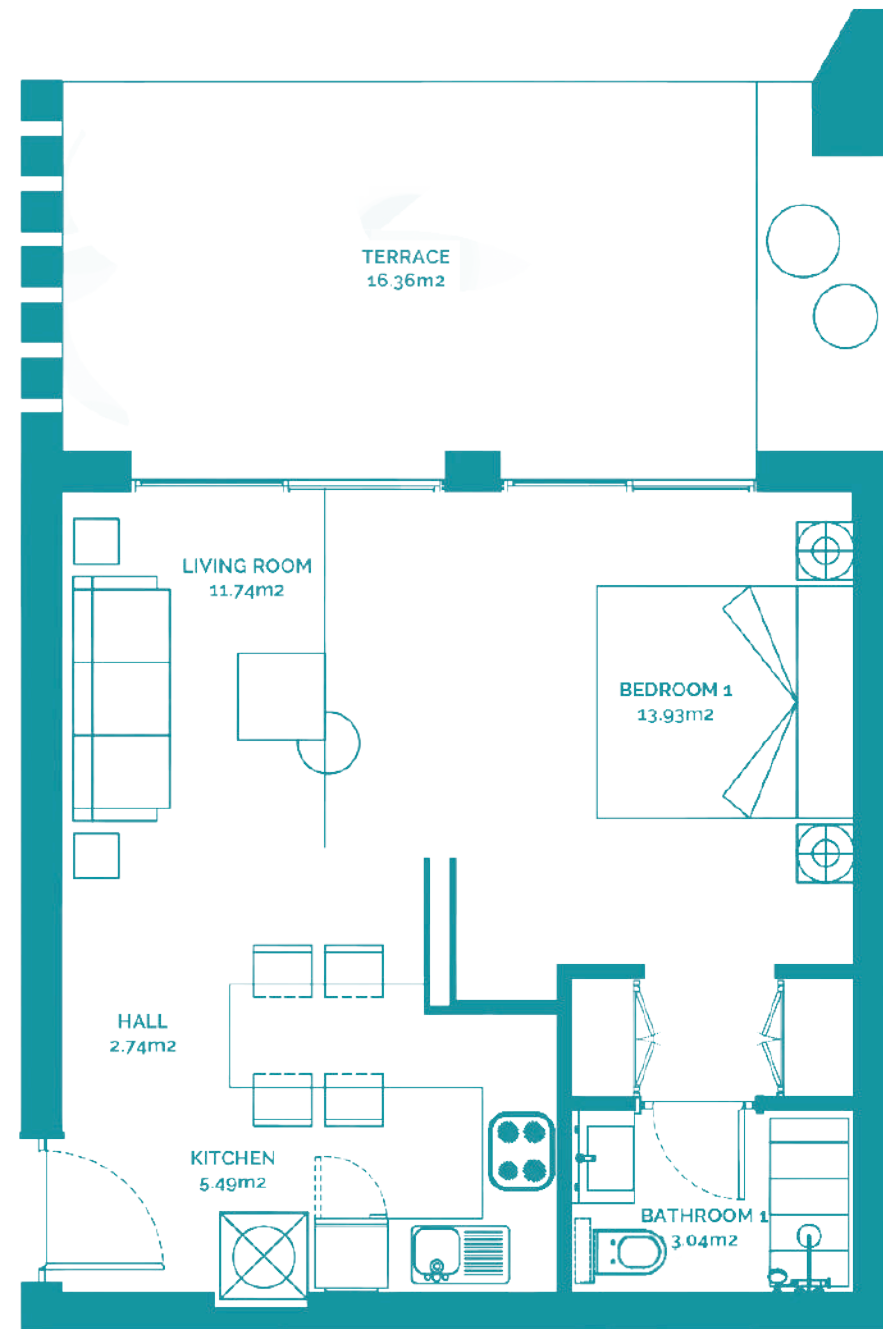 TERRACE
16.36m2
LIVING ROOM
11.74m2
BEDROOM 1
13.93m2
HALL
2.74m2
KITCHEN
5.49m2
BATHROOM 1
3.04m2